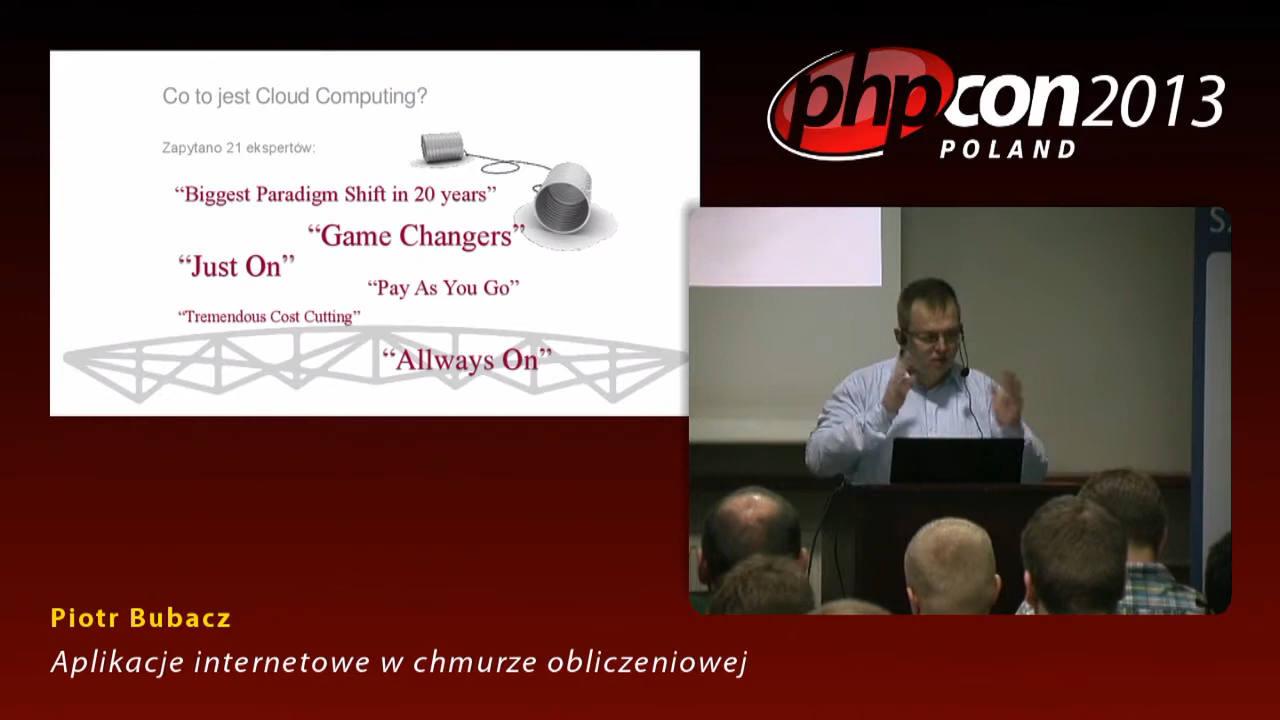 Co to jest Cloud Computing?
Zapytano 21 ekspertów:
“Biggest Paradigm Shift in 20 years”
“Game Changers”
“Just On”
“Pay As You Go”
“Tremendous Cost Cutting”
“Allways On”
phpcon2013
POLAND
Piotr Bubacz
Aplikacje internetowe w chmurze obliczeniowej